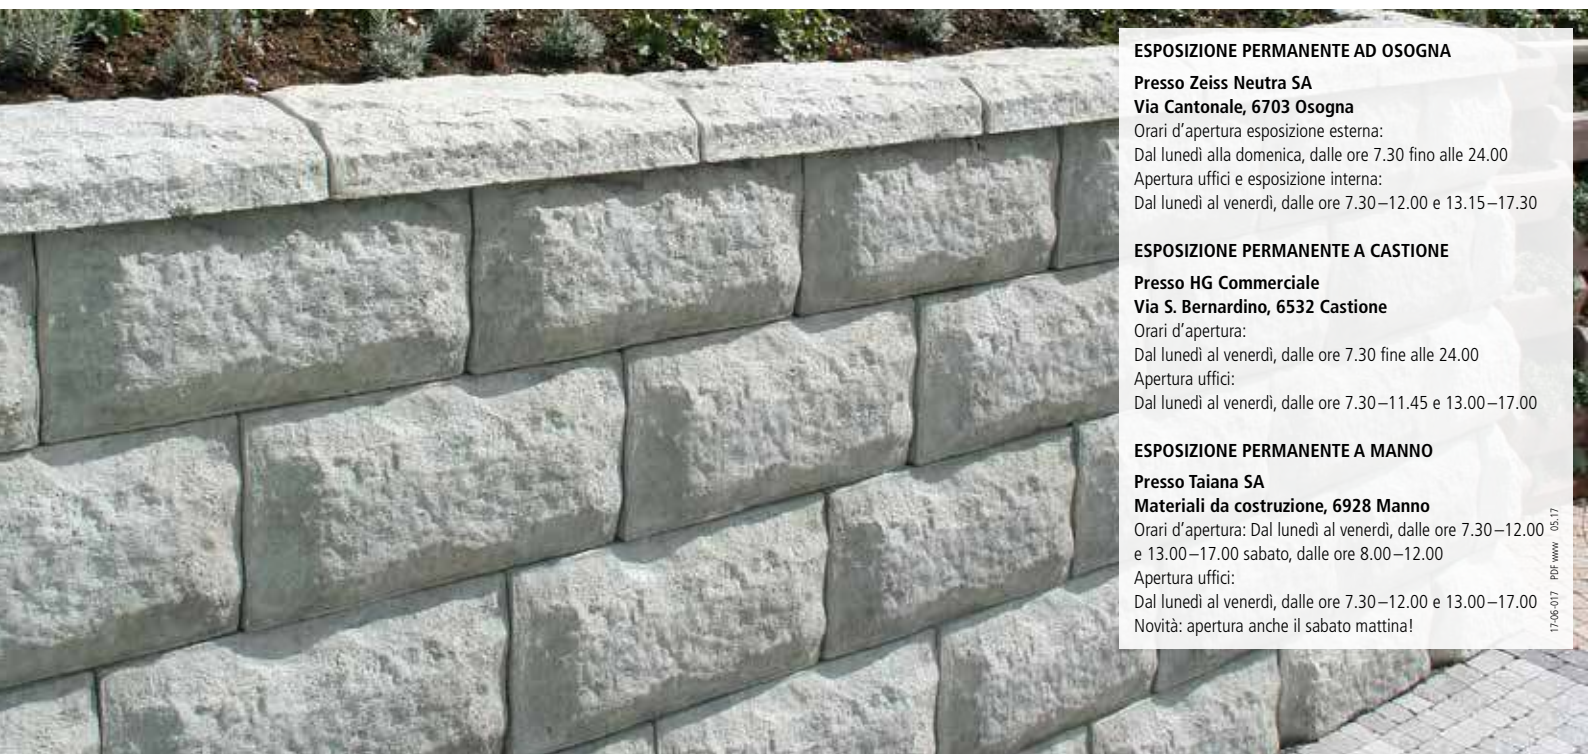 ESPOSIZIONE PERMANENTE AD OSOGNA
Presso Zeiss Neutra SA
Via Cantonale, 6703 Osogna
Orari d’apertura esposizione esterna:
Dal lunedì alla domenica, dalle ore 7.30 fino alle 24.00
Apertura uffici e esposizione interna:
Dal lunedì al venerdì, dalle ore 7.30–12.00 e 13.15–17.30
ESPOSIZIONE PERMANENTE A CASTIONE
Presso HG Commerciale
Via S. Bernardino, 6532 Castione
Orari d’apertura:
Dal lunedì al venerdì, dalle ore 7.30 fine alle 24.00
Apertura uffici:
Dal lunedì al venerdì, dalle ore 7.30–11.45 e 13.00–17.00
ESPOSIZIONE PERMANENTE A MANNO
Presso Taiana SA
Materiali da costruzione, 6928 Manno
Orari d’apertura: Dal lunedì al venerdì, dalle ore 7.30–12.00
e 13.00–17.00 sabato, dalle ore 8.00–12.00
Apertura uffici:
Dal lunedì al venerdì, dalle ore 7.30–12.00 e 13.00–17.00
Novità: apertura anche il sabato mattina!
17-06-017 PDF www 05.17